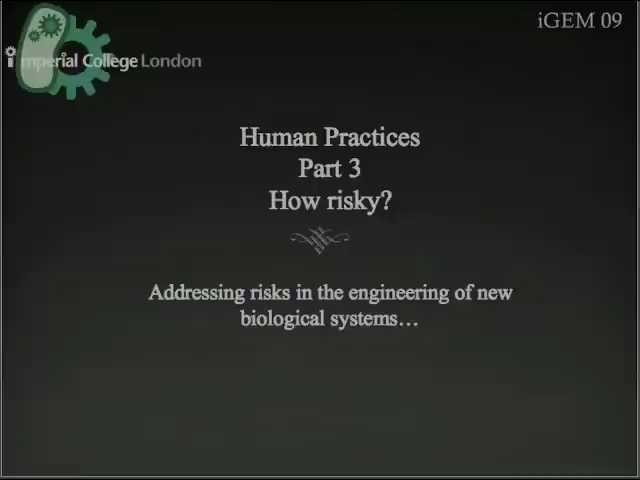 iGEM 09
Imperial College London
Human Practices
Part 3
How risky?
Addressing risks in the engineering of new
biological systems…